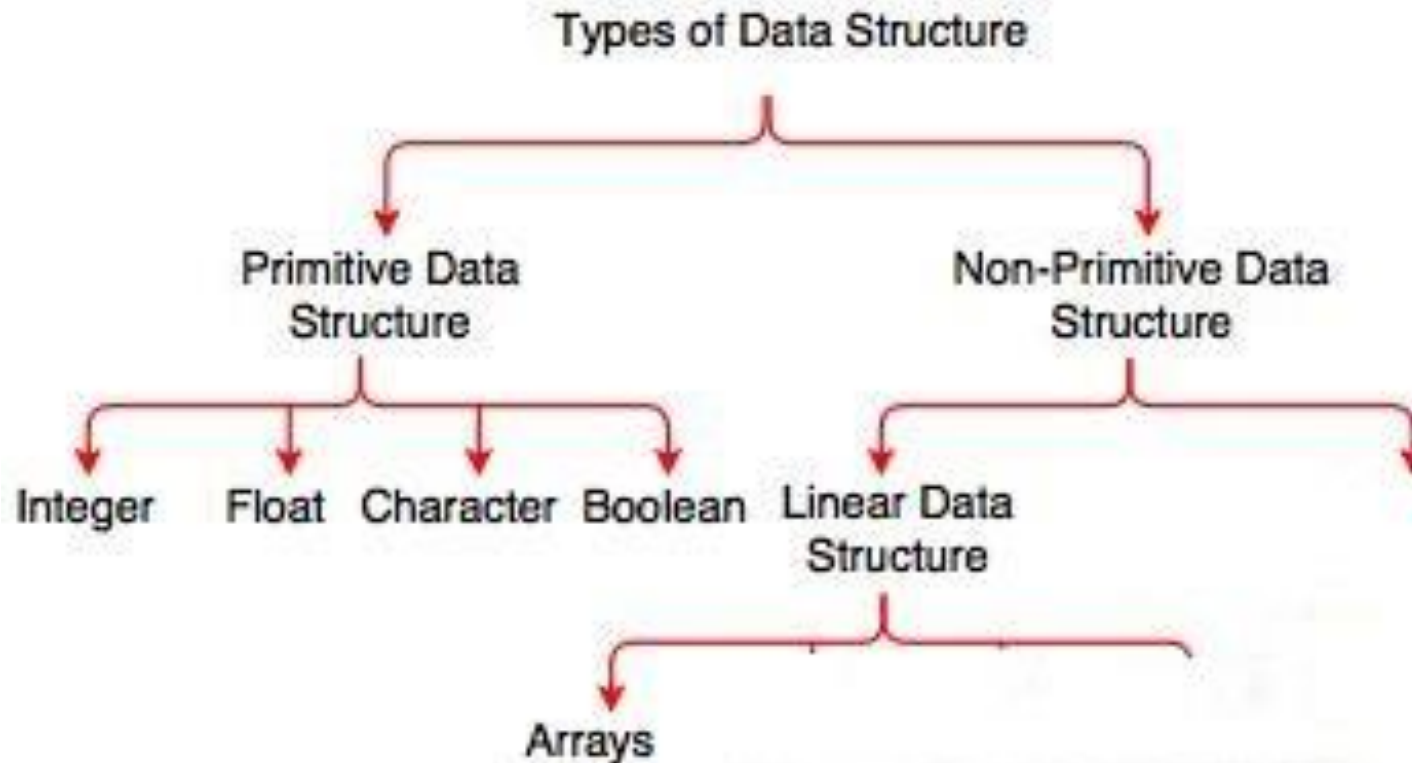 Types of Data Structure
Primitive Data
Structure
Non-Primitive Data
Structure
Integer
Float
Character
Boolean
Linear Data
Structure
Arrays